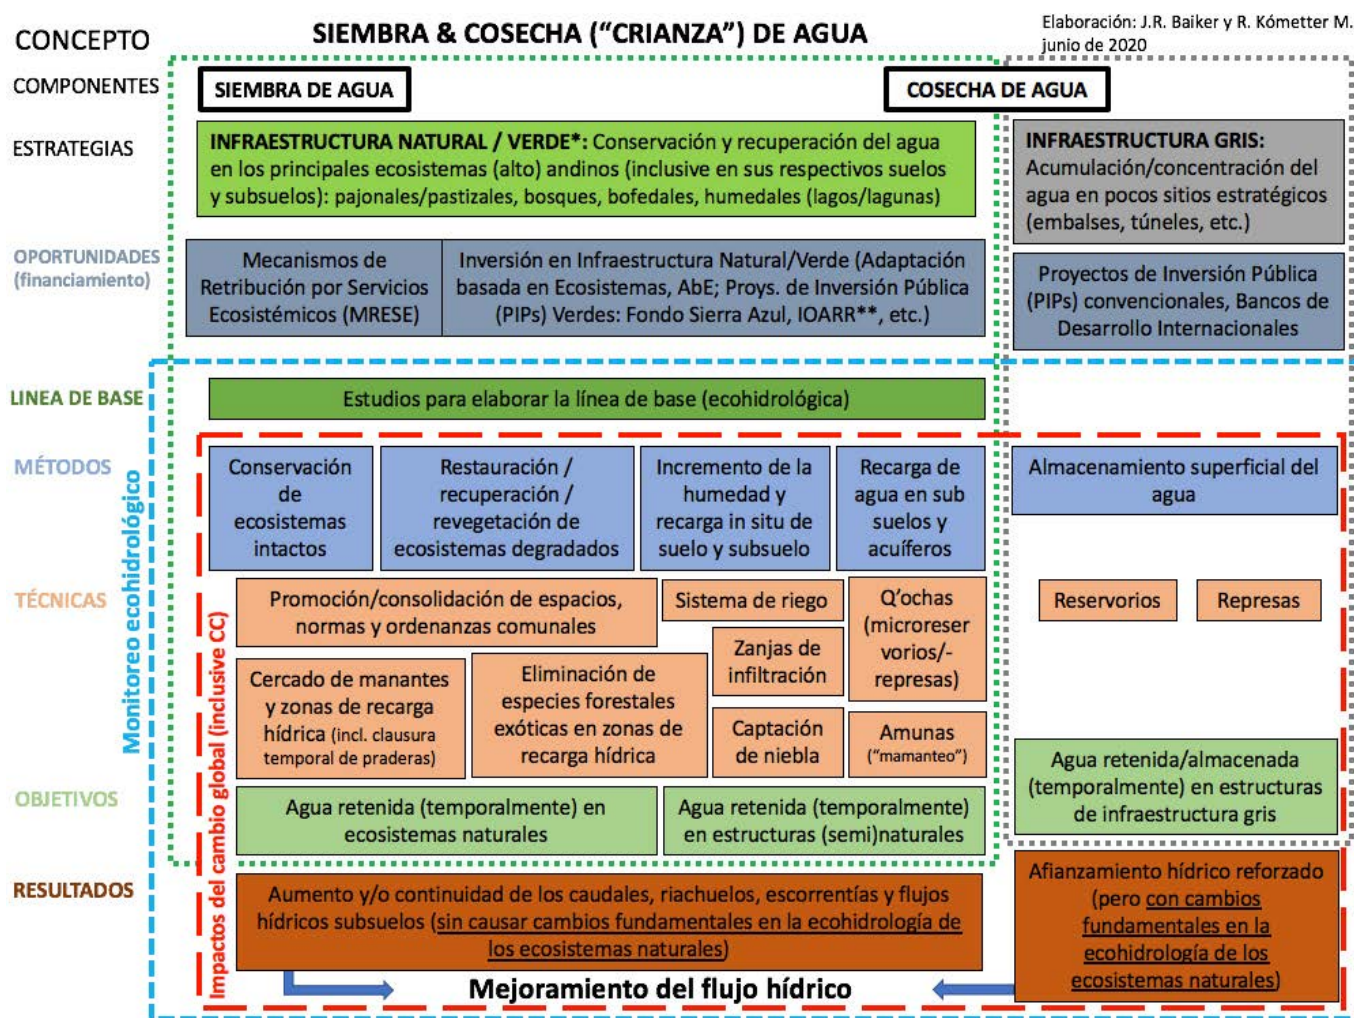 CONCEPTO
SIEMBRA & COSECHA (“CRIANZA”) DE AGUA
Elaboración: J.R. Baiker y R. Kómetter M.
junio de 2020
COMPONENTES
SIEMBRA DE AGUA
COSECHA DE AGUA
ESTRATEGIAS
INFRAESTRUCTURA NATURAL / VERDE*: Conservación y recuperación del agua
en los principales ecosistemas (alto) andinos (inclusive en sus respectivos suelos
y subsuelos): pajonales/pastizales, bosques, bofedales, humedales (lagos/lagunas)
INFRAESTRUCTURA GRIS:
Acumulación/concentración del
agua en pocos sitios estratégicos
(embalses, túneles, etc.)
OPORTUNIDADES
(financiamiento)
Mecanismos de
Retribución por Servicios
Ecosistémicos (MRESE)
Inversión en Infraestructura Natural/Verde (Adaptación
basada en Ecosistemas, AbE; Proys. de Inversión Pública
(PIPs) Verdes: Fondo Sierra Azul, IOARR**, etc.)
Proyectos de Inversión Pública
(PIPs) convencionales, Bancos de
Desarrollo Internacionales
LINEA DE BASE
Estudios para elaborar la línea de base (ecohidrológica)
Monitoreo ecohidrológico
Impactos del cambio global (inclusive CC)
MÉTODOS
Conservación
de
ecosistemas
intactos
Restauración /
recuperación /
revegetación de
ecosistemas degradados
Incremento de la
humedad y
recarga in situ de
suelo y subsuelo
Recarga de
agua en sub
suelos y
acuíferos
Almacenamiento superficial del
agua
TÉCNICAS
Promoción/consolidación de espacios,
normas y ordenanzas comunales
Sistema de riego
Q’ochas
(microreser
vorios/-
represas)
Reservorios
Represas
Cercado de manantes
y zonas de recarga
hídrica (incl. clausura
temporal de praderas)
Eliminación de
especies forestales
exóticas en zonas de
recarga hídrica
Zanjas de
infiltración
Captación
de niebla
Amunas
(“mamanteo”)
OBJETIVOS
Agua retenida (temporalmente) en
ecosistemas naturales
Agua retenida (temporalmente)
en estructuras (semi)naturales
Agua retenida/almacenada
(temporalmente) en estructuras
de infraestructura gris
RESULTADOS
Aumento y/o continuidad de los caudales, riachuelos, escorrentías y flujos
hídricos subsuelos (sin causar cambios fundamentales en la ecohidrología de
los ecosistemas naturales)
Afianzamiento hídrico reforzado
(pero con cambios
fundamentales en la
ecohidrología de los
ecosistemas naturales)
Mejoramiento del flujo hídrico